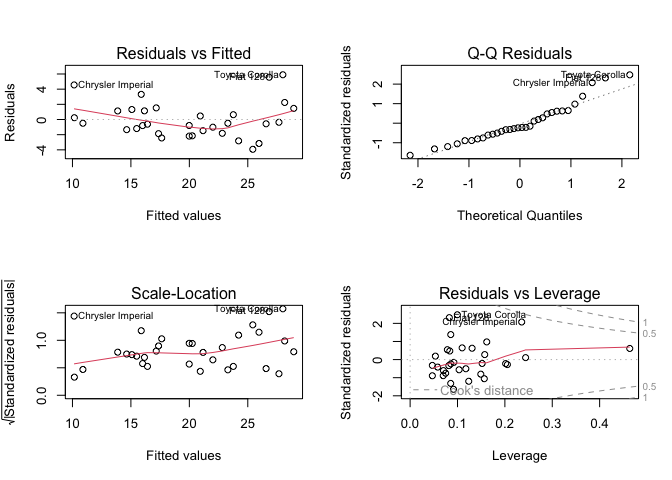 Residuals vs Fitted
Residuals
4
0
-4
Toyota Corolla
Fiat 128
Chrysler Imperial
10
15
20
25
Fitted values
Q-Q Residuals
Standardized residuals
2
1
-1
Toyota Corolla
Fiat 128
Chrysler Imperial
-2
-1
0
1
2
Theoretical Quantiles
Scale-Location
√|Standardized residuals|
1.0
0.0
Toyota Corolla
Fiat 128
Chrysler Imperial
10
15
20
25
Fitted values
Residuals vs Leverage
Standardized residuals
2
1
0
-2
Toyota Corolla
Fiat 128
Chrysler Imperial
1
0.5
0.5
1
Cook's distance
0.0
0.1
0.2
0.3
0.4
Leverage